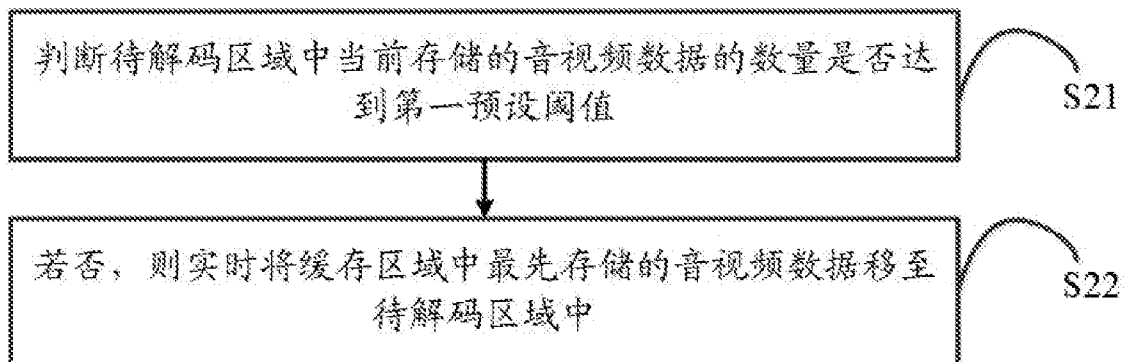 判断待解码区域中当前存储的音视频数据的数量是否达
到第一预设阈值
S21
若否，则实时将缓存区域中最先存储的音视频数据移至
待解码区域中
S22